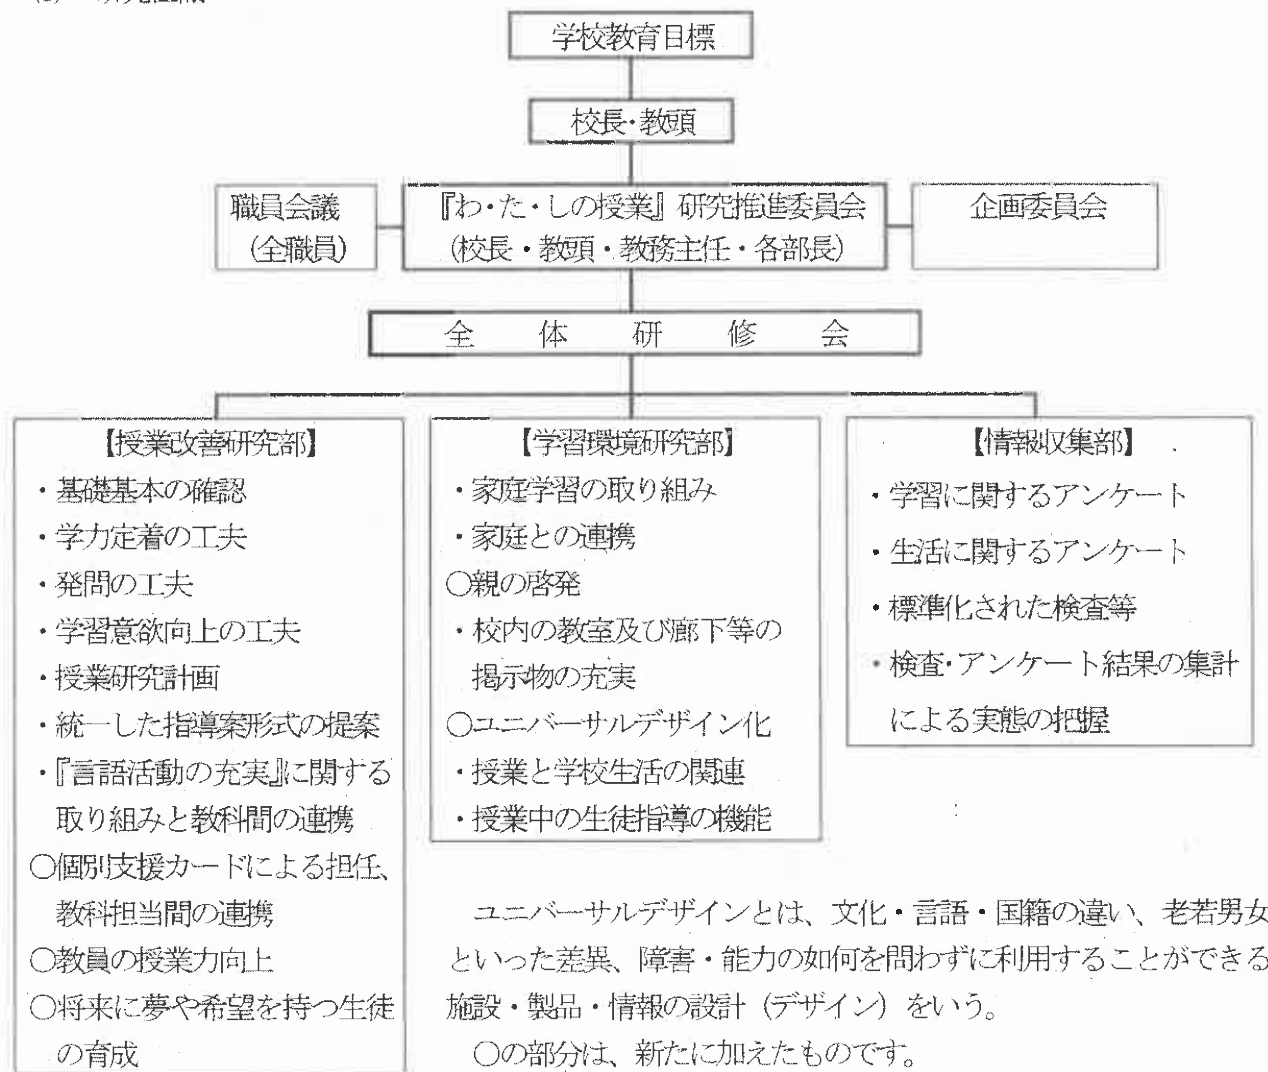 学校教育目標
校長・教頭
職員会議
(全職員)
『わ・た・しの授業』研究推進委員会
(校長・教頭・教務主任・各部長)
企画委員会
全 体 研 修 会
【授業改善研究部】
・基礎基本の確認
・学力定着の工夫
・発問の工夫
・学習意欲向上の工夫
・授業研究計画
・統一した指導案形式の提案
・『言語活動の充実』に関する
取り組みと教科間の連携
○個別支援カードによる担任、
教科担当間の連携
○教員の授業力向上
○将来に夢や希望を持つ生徒
の育成
【学習環境研究部】
・家庭学習の取り組み
・家庭との連携
○親の啓発
・校内の教室及び廊下等の
掲示物の充実
○ユニバーサルデザイン化
・授業と学校生活の関連
・授業中の生徒指導の機能
【情報収集部】
・学習に関するアンケート
・生活に関するアンケート
・標準化された検査等
・検査・アンケート結果の集計
による実態の把握
ユニバーサルデザインとは、文化・言語・国籍の違い、老若男女
といった差異、障害・能力の如何を問わずに利用することができる
施設・製品・情報の設計（デザイン）をいう。
○の部分は、新たに加えたものです。